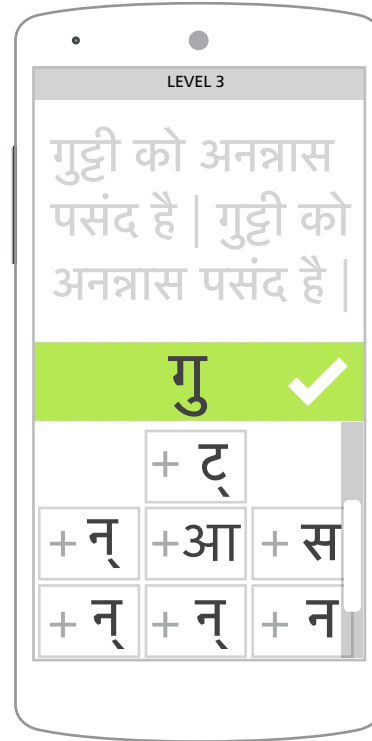 LEVEL 3
गुट्टी को अनन्नास
पसंद है | गुट्टी को
अनन्नास पसंद है |
गु
+ ट्
+ न् +आ + स
+ न् + न् + न